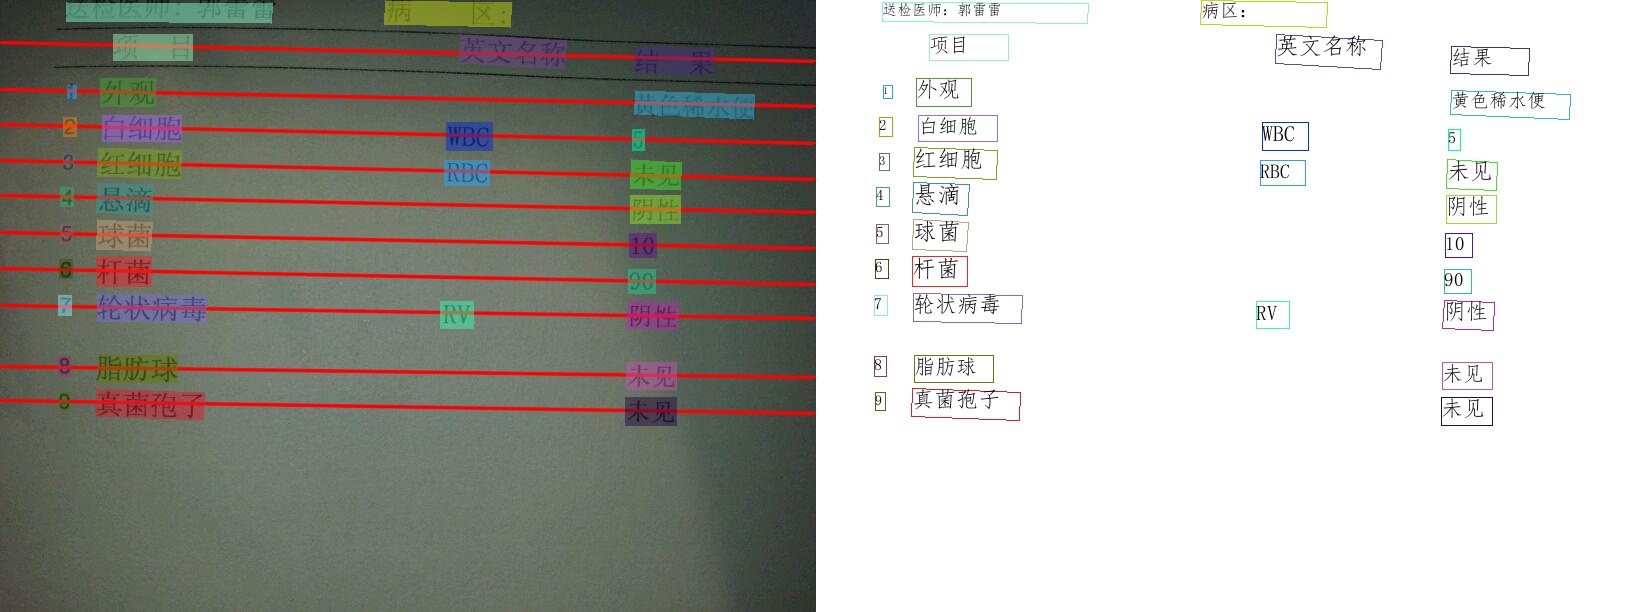 送检医师：郭雷雷 病 区：
项 目 英文名称 结 果
1 外观 黄色稀水便
2 白细胞 WBC 5
3 红细胞 RBC 未见
4 悬滴 阴性
5 球菌 10
6 杆菌 90
7 轮状病毒 RV 阴性
8 脂肪球 未见
9 真菌孢子 未见
送检医师：郭雷雷 病区：
项目 英文名称 结果
1 外观 黄色稀水便
2 白细胞 WBC 5
3 红细胞 RBC 未见
4 悬滴 阴性
5 球菌 10
6 杆菌 90
7 轮状病毒 RV 阴性
8 脂肪球 未见
9 真菌孢子 未见